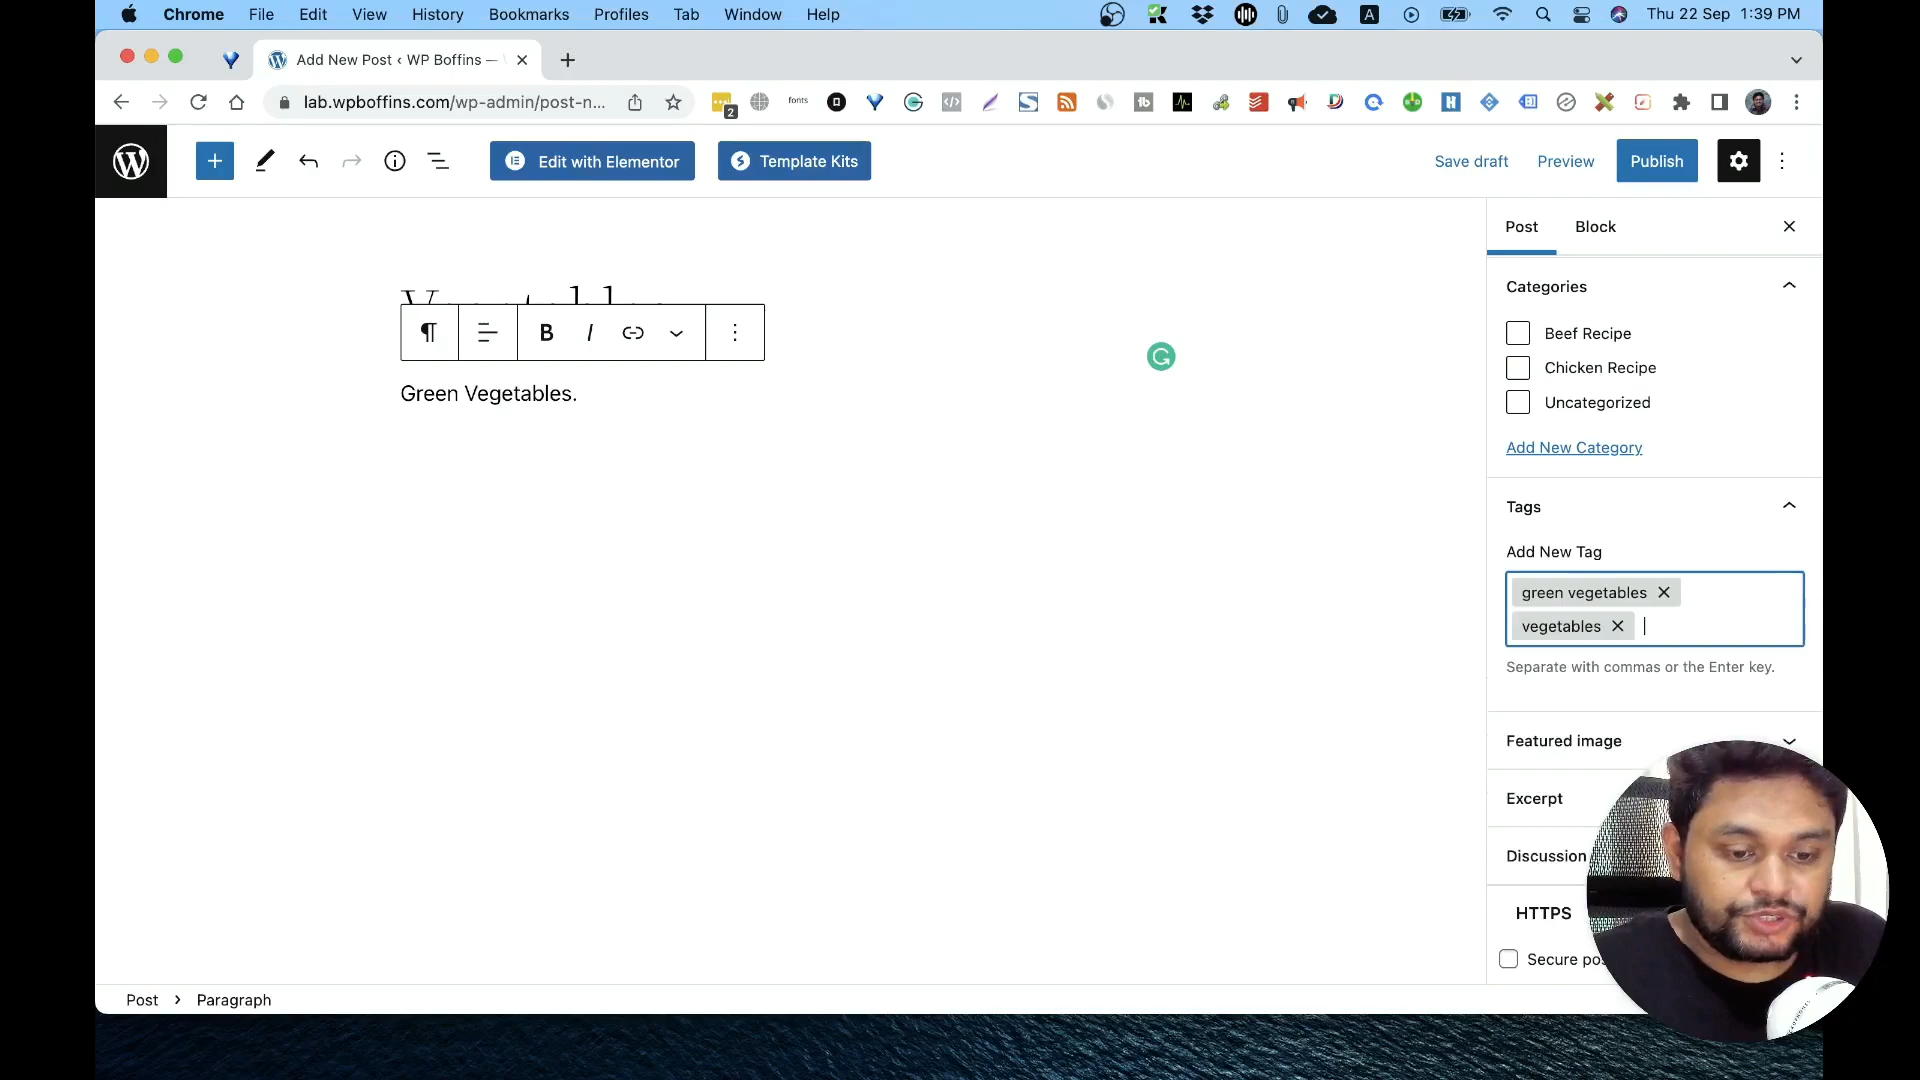 Chrome File Edit View History Bookmarks Profiles Tab Window Help
A
Thu 22 Sep 1:39 PM
Add New Post ‹ WP Boffins —
lab.wpboffins.com/wp-admin/post-n...
2
fonts
Edit with Elementor
Template Kits
Save draft
Preview
Publish
Post
Block
Categories
B I
Beef Recipe
Chicken Recipe
Green Vegetables.
Uncategorized
Add New Category
Tags
Add New Tag
green vegetables
vegetables
Separate with commas or the Enter key.
Featured image
Excerpt
Discussion
HTTPS
Secure
Post › Paragraph